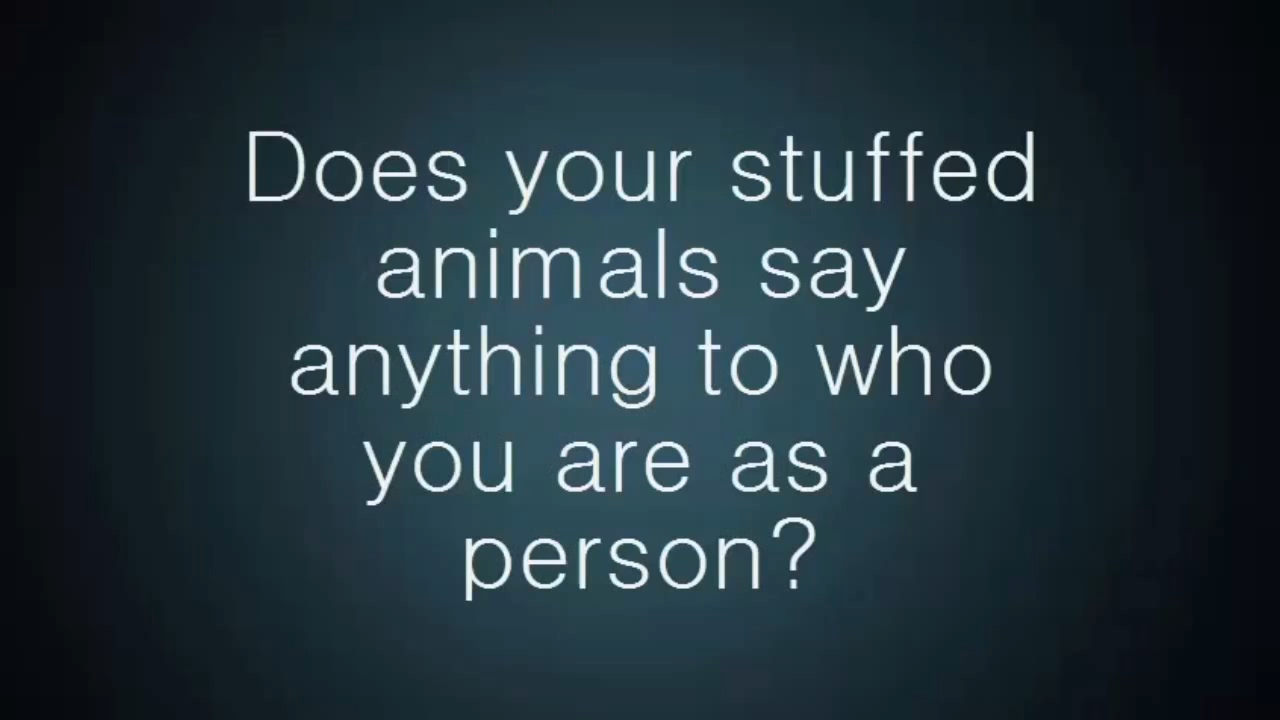 Does your stuffed
animals say
anything to who
you are as a
person?